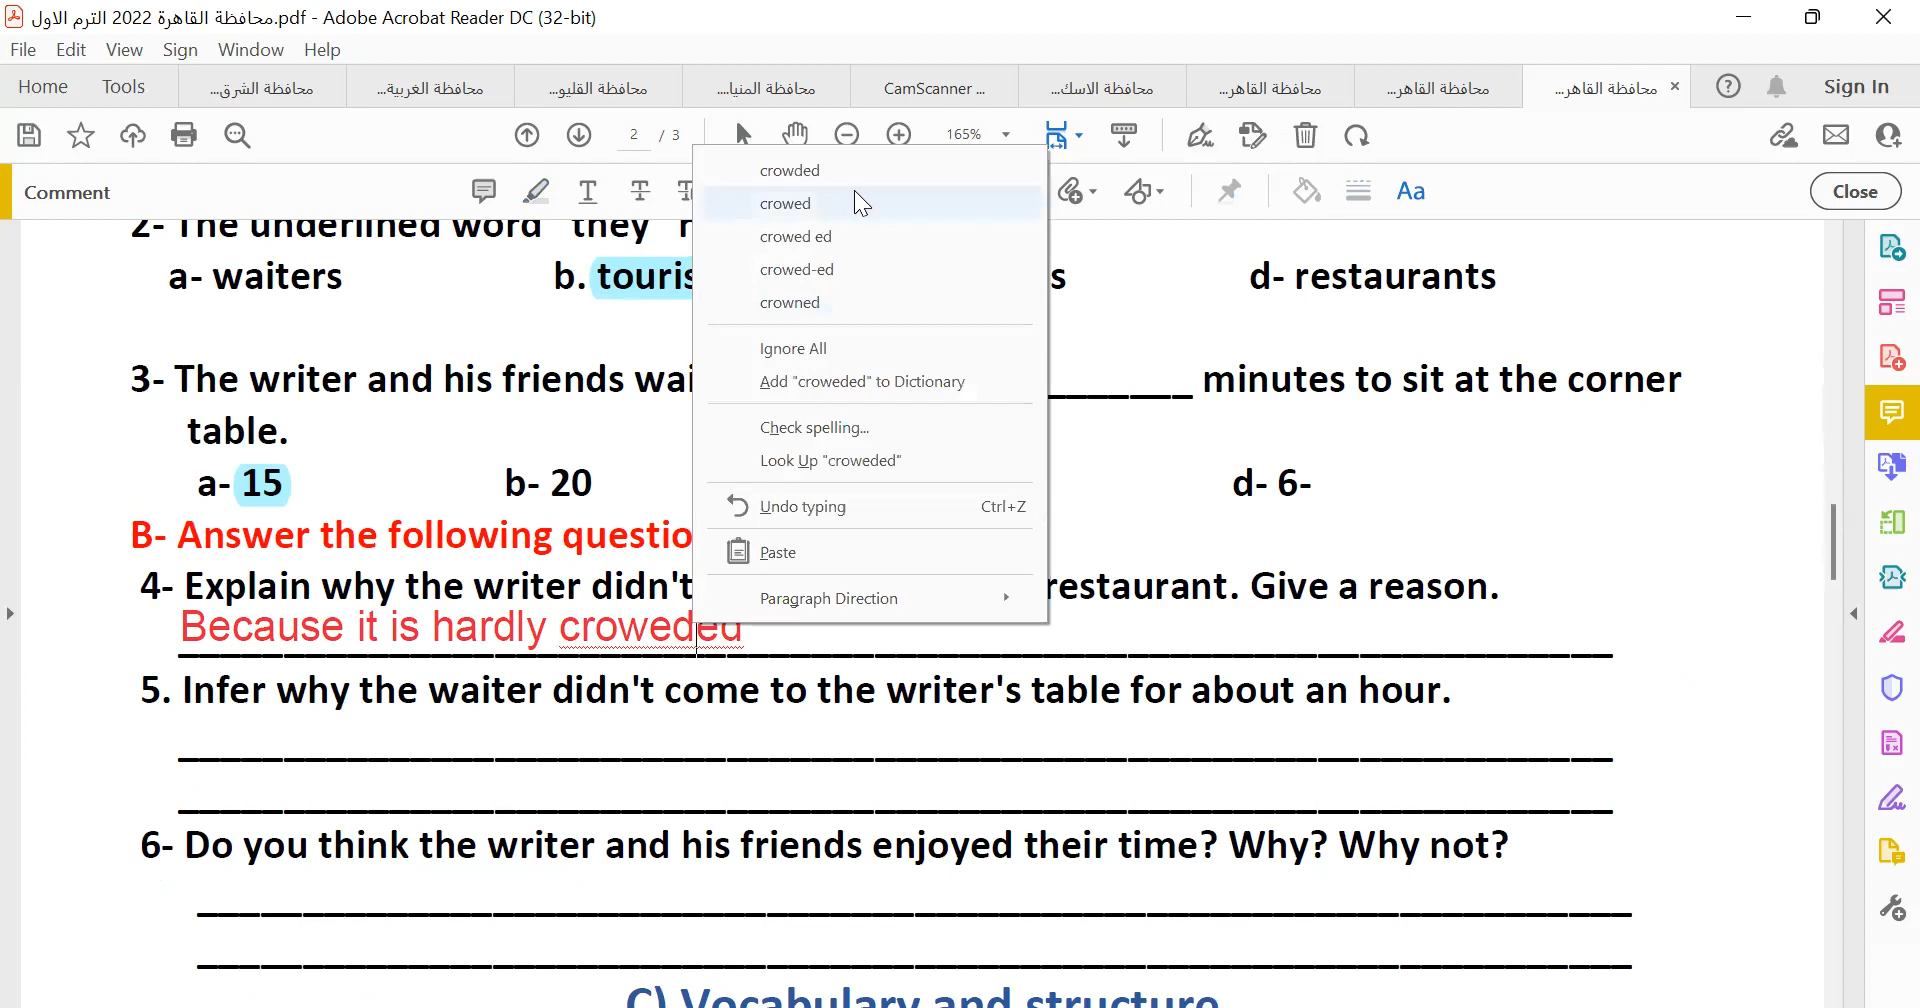 محافظة القاهرة 2022 الترم الاول.pdf - Adobe Acrobat Reader DC (32-bit)
File Edit View Sign Window Help
Home Tools محافظة الشرق... محافظة الغربية... محافظة القليو... محافظة المنيا... CamScanner ... محافظة الاسك... محافظة القاهر... محافظة القاهر... محافظة القاهر... Sign In
2 / 3 165%
Comment Aa Close
crowded
crowed
crowed ed
crowed-ed
crowned
Ignore All
Add "croweded" to Dictionary
Check spelling...
Look Up "croweded"
Undo typing Ctrl+Z
Paste
Paragraph Direction
2- The underlined word "they" r
a- waiters b. touris s d- restaurants
3- The writer and his friends wai ______ minutes to sit at the corner
table.
a- 15 b- 20 d- 6-
B- Answer the following questio
4- Explain why the writer didn't restaurant. Give a reason.
Because it is hardly croweded
5. Infer why the waiter didn't come to the writer's table for about an hour.
6- Do you think the writer and his friends enjoyed their time? Why? Why not?
C) Vocabulary and structure